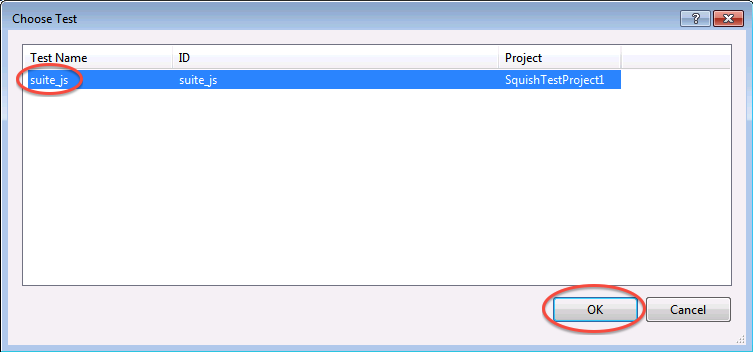 Choose Test
Test Name ID Project
suite_js suite_js SquishTestProject1
OK Cancel